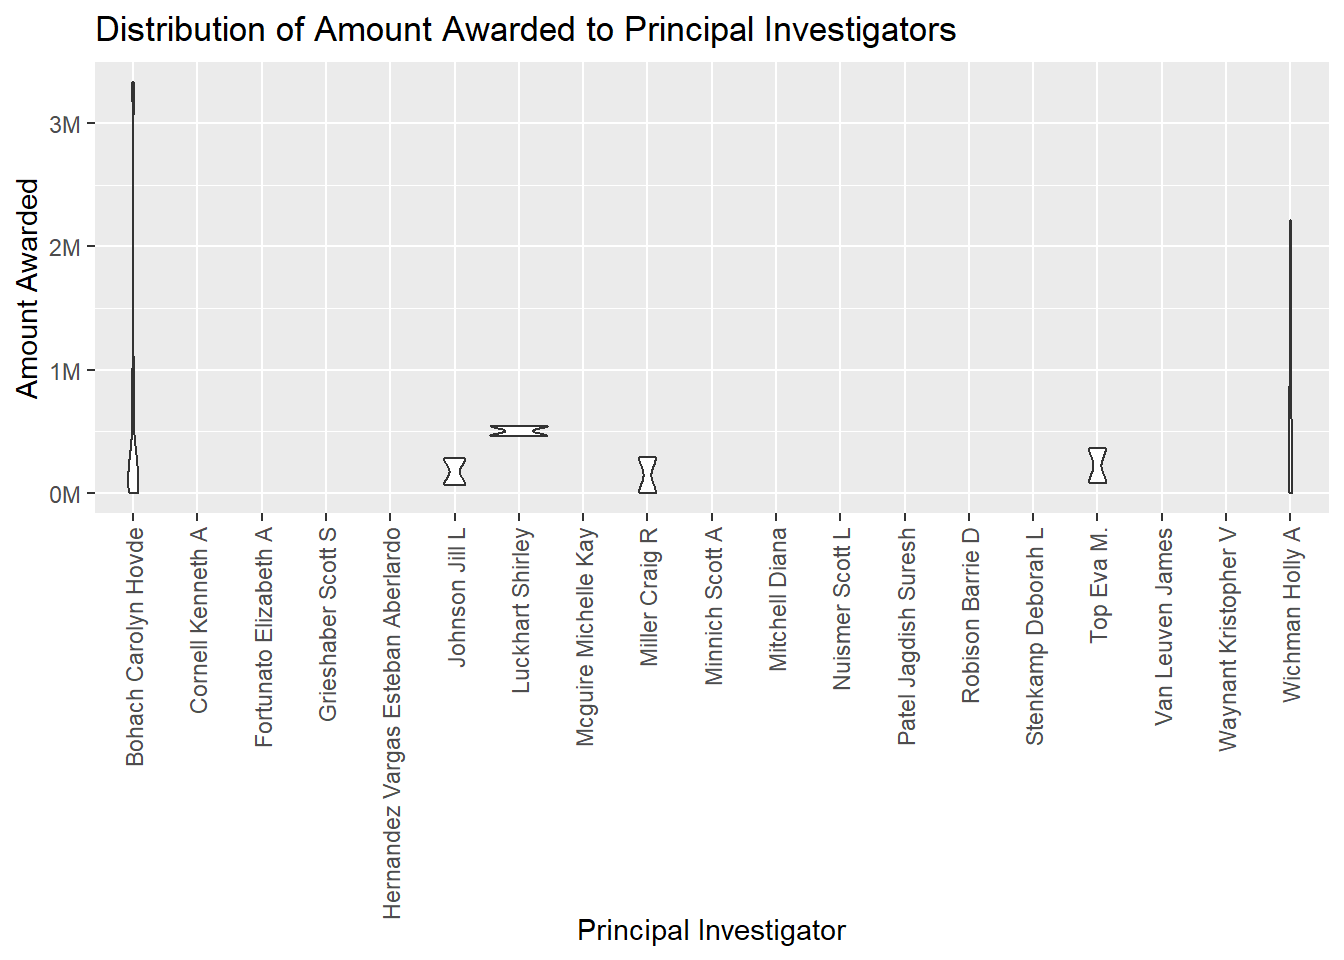 Distribution of Amount Awarded to Principal Investigators
Amount Awarded
3M
2M
1M
0M
Bohach Carolyn Hovde
Cornell Kenneth A
Fortunato Elizabeth A
Grieshaber Scott S
Hernandez Vargas Esteban Aberlardo
Johnson Jill L
Luckhart Shirley
Mcguire Michelle Kay
Miller Craig R
Minnich Scott A
Mitchell Diana
Nuismer Scott L
Patel Jagdish Suresh
Robison Barrie D
Stenkamp Deborah L
Top Eva M.
Van Leuven James
Waynant Kristopher V
Wichman Holly A
Principal Investigator